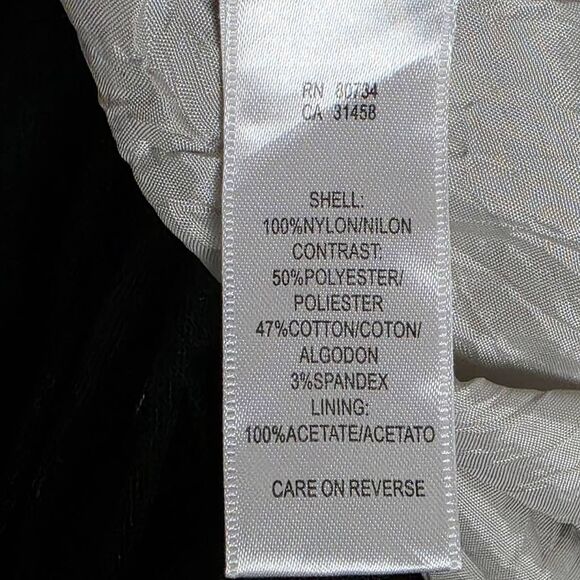 RN 80734
CA 31458
SHELL:
100%NYLON/NILON
CONTRAST:
50%POLYESTER/
POLIESTER
47%COTTON/COTON/
ALGODON
3%SPANDEX
LINING:
100%ACETATE/ACETATO
CARE ON REVERSE